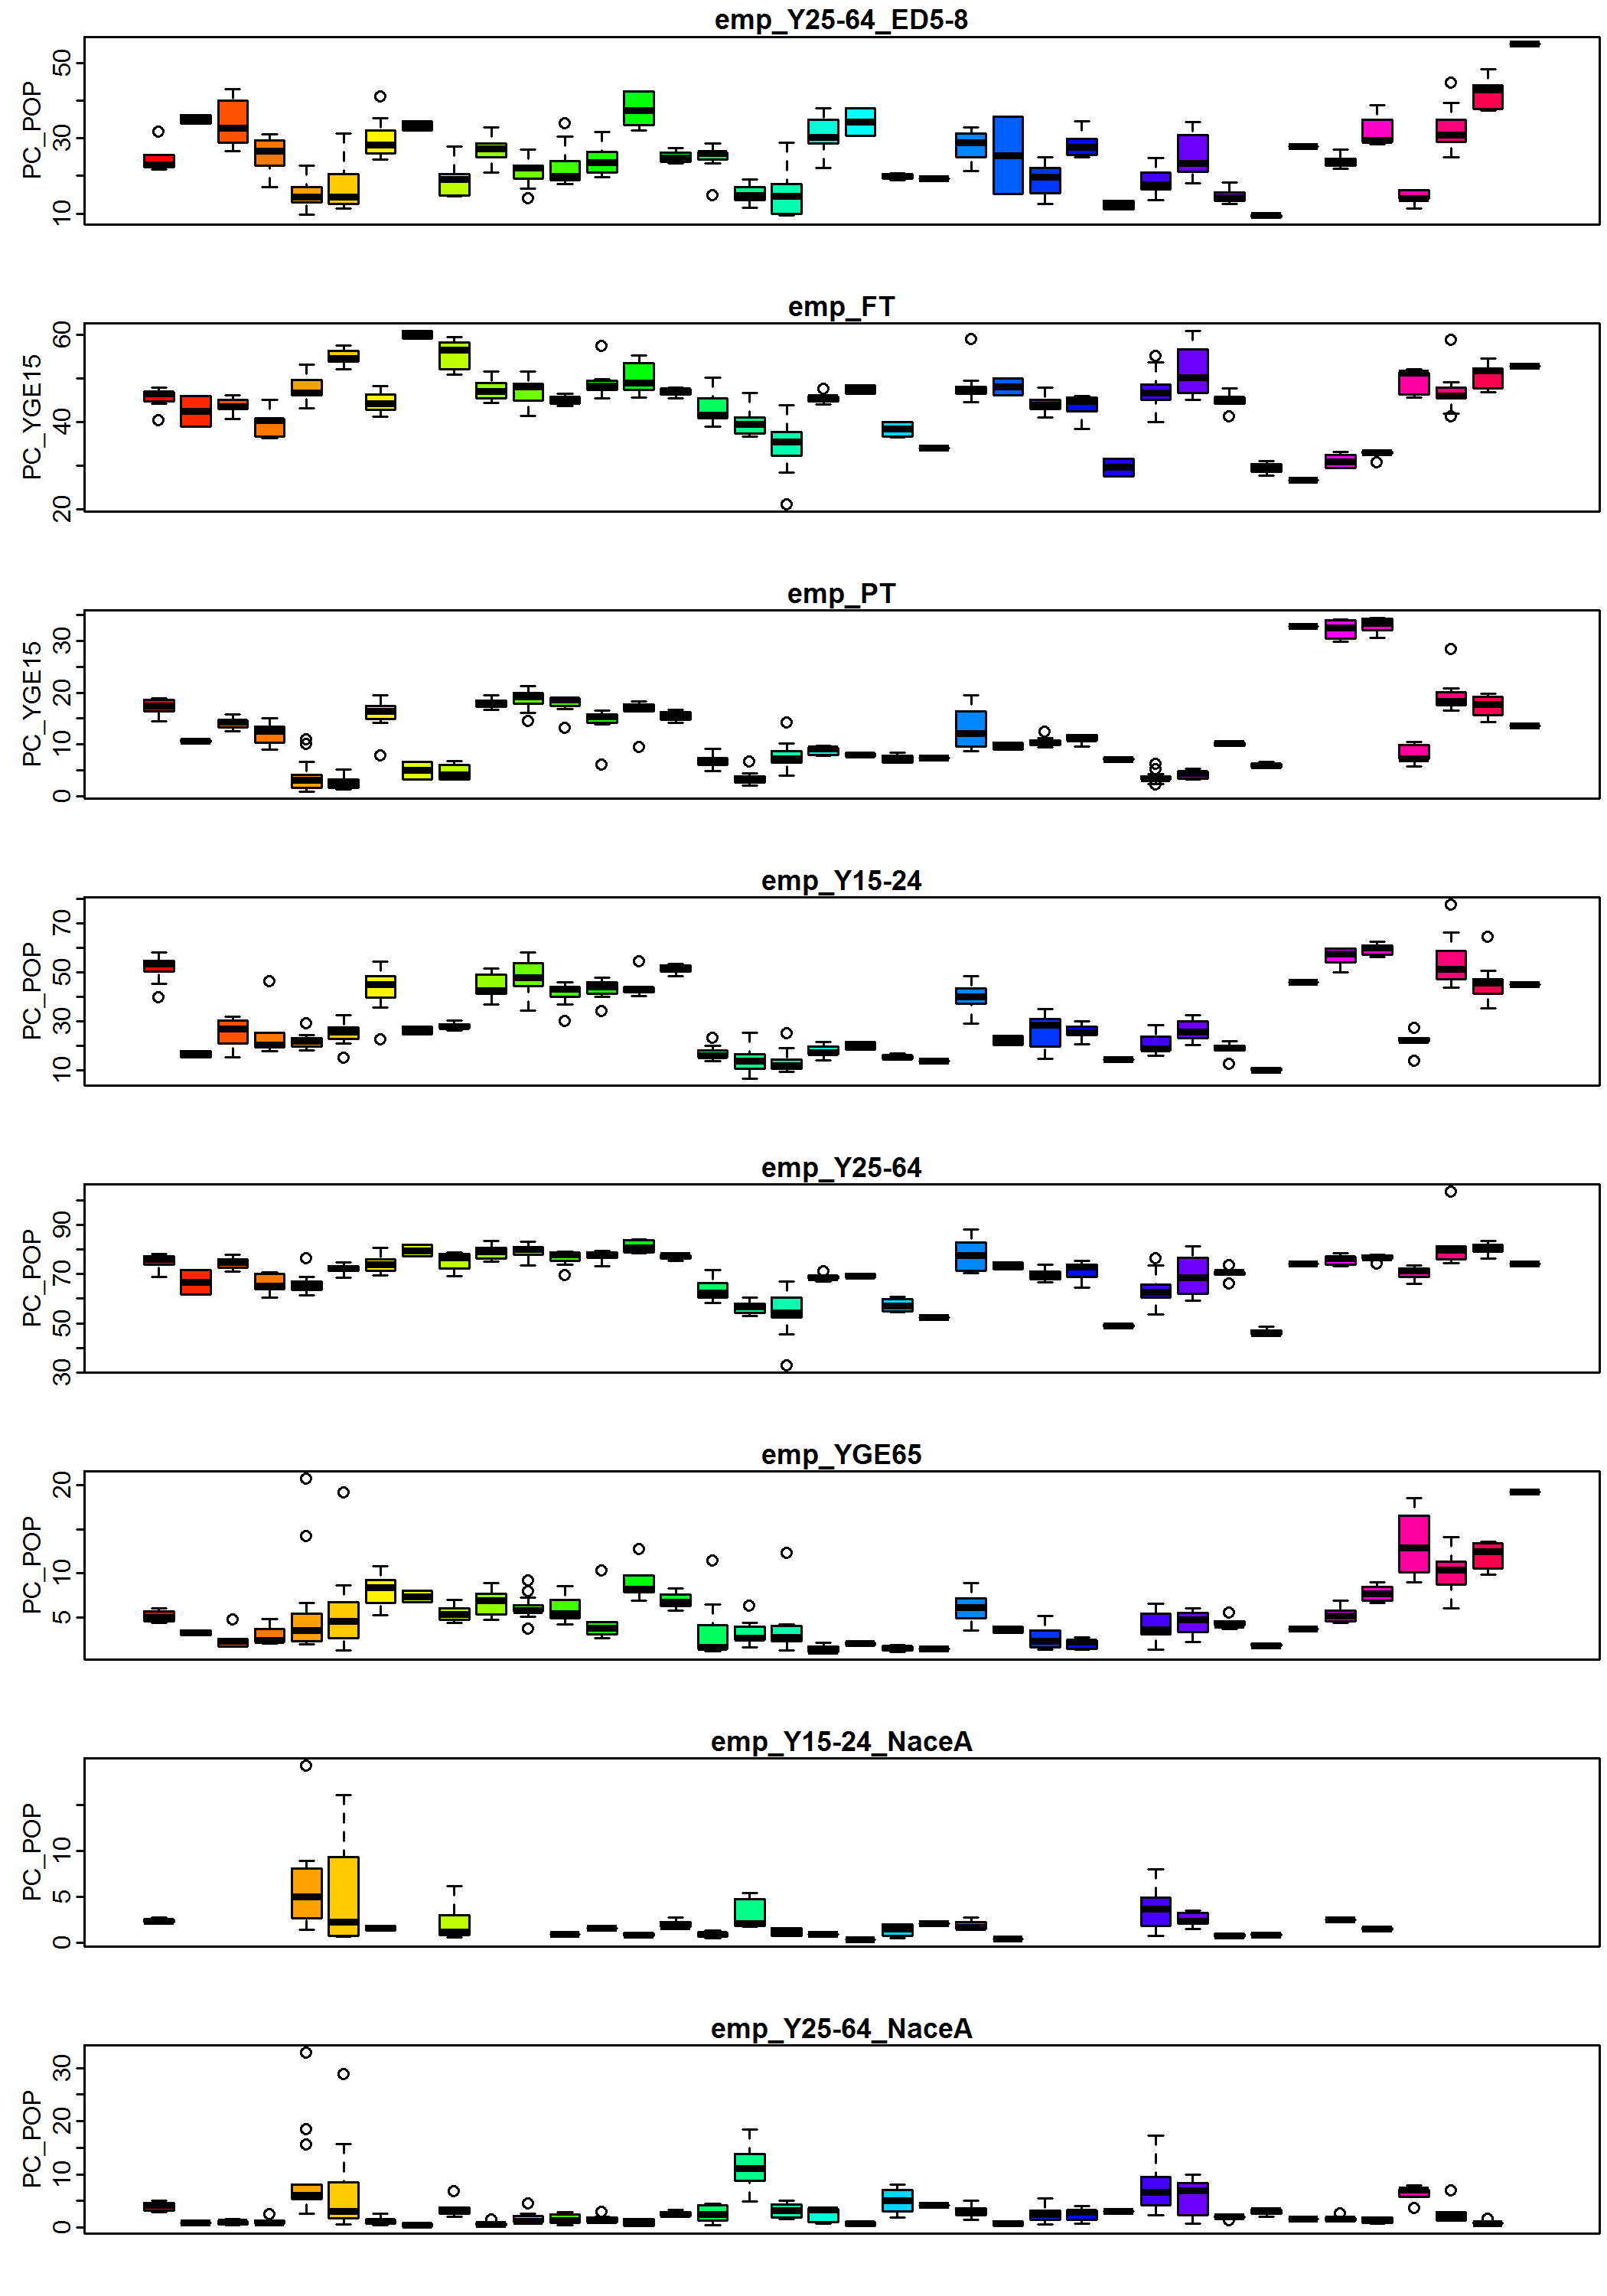 emp_Y25-64_ED5-8
PC_POP
10 30 50
emp_FT
PC_YGE15
20 40 60
emp_PT
PC_YGE15
0 10 20 30
emp_Y15-24
PC_POP
10 30 50 70
emp_Y25-64
PC_POP
30 50 70 90
emp_YGE65
PC_POP
5 10 20
emp_Y15-24_NaceA
PC_POP
0 5 10
emp_Y25-64_NaceA
PC_POP
0 10 20 30